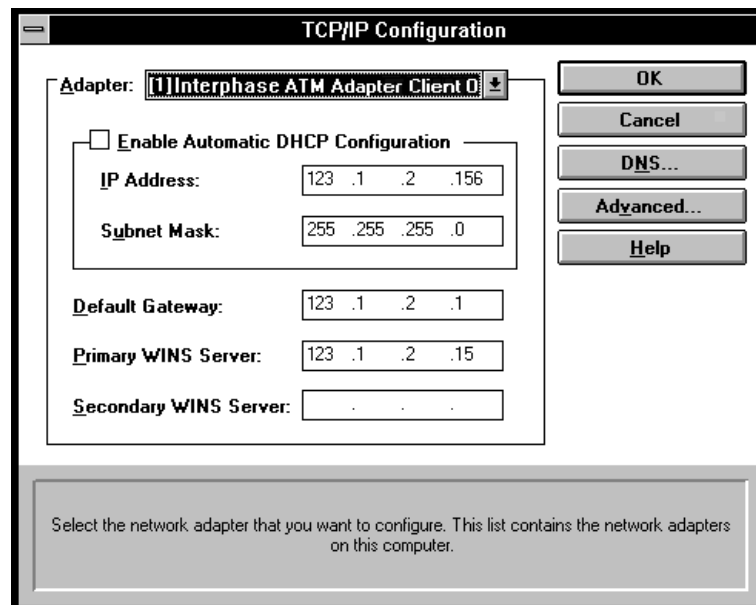 TCP/IP Configuration
Adapter: [1]Interphase ATM Adapter Client 0
Enable Automatic DHCP Configuration
IP Address: 123 .1 .2 .156
Subnet Mask: 255 .255 .255 .0
Default Gateway: 123 .1 .2 .1
Primary WINS Server: 123 .1 .2 .15
Secondary WINS Server: . . .
OK
Cancel
DNS...
Advanced...
Help
Select the network adapter that you want to configure. This list contains the network adapters
on this computer.